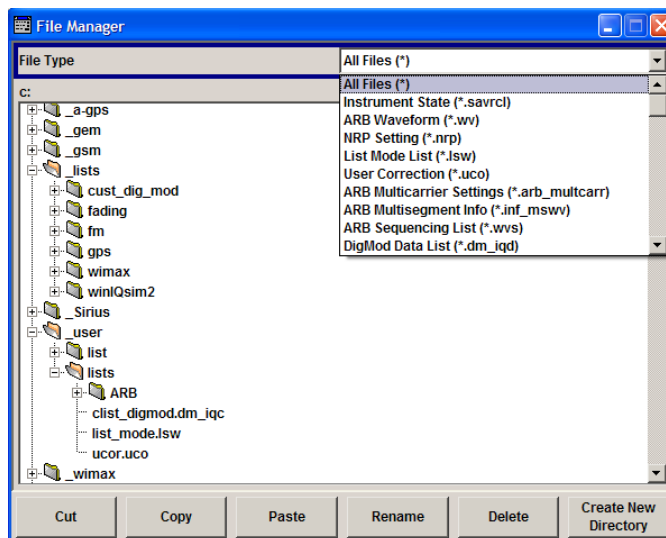 File Manager
File Type
All Files (*)
c:
All Files (*)
Instrument State (*.savrcl)
ARB Waveform (*.wv)
NRP Setting (*.nrp)
List Mode List (*.lsw)
User Correction (*.uco)
ARB Multicarrier Settings (*.arb_multcarr)
ARB Multisegment Info (*.inf_mswv)
ARB Sequencing List (*.wvs)
DigMod Data List (*.dm_iqd)
_a-gps
_gem
_gsm
_lists
cust_dig_mod
fading
fm
gps
wimax
winIQsim2
_Sirius
_user
list
lists
ARB
clist_digmod.dm_iqc
list_mode.lsw
ucor.uco
_wimax
Cut
Copy
Paste
Rename
Delete
Create New
Directory